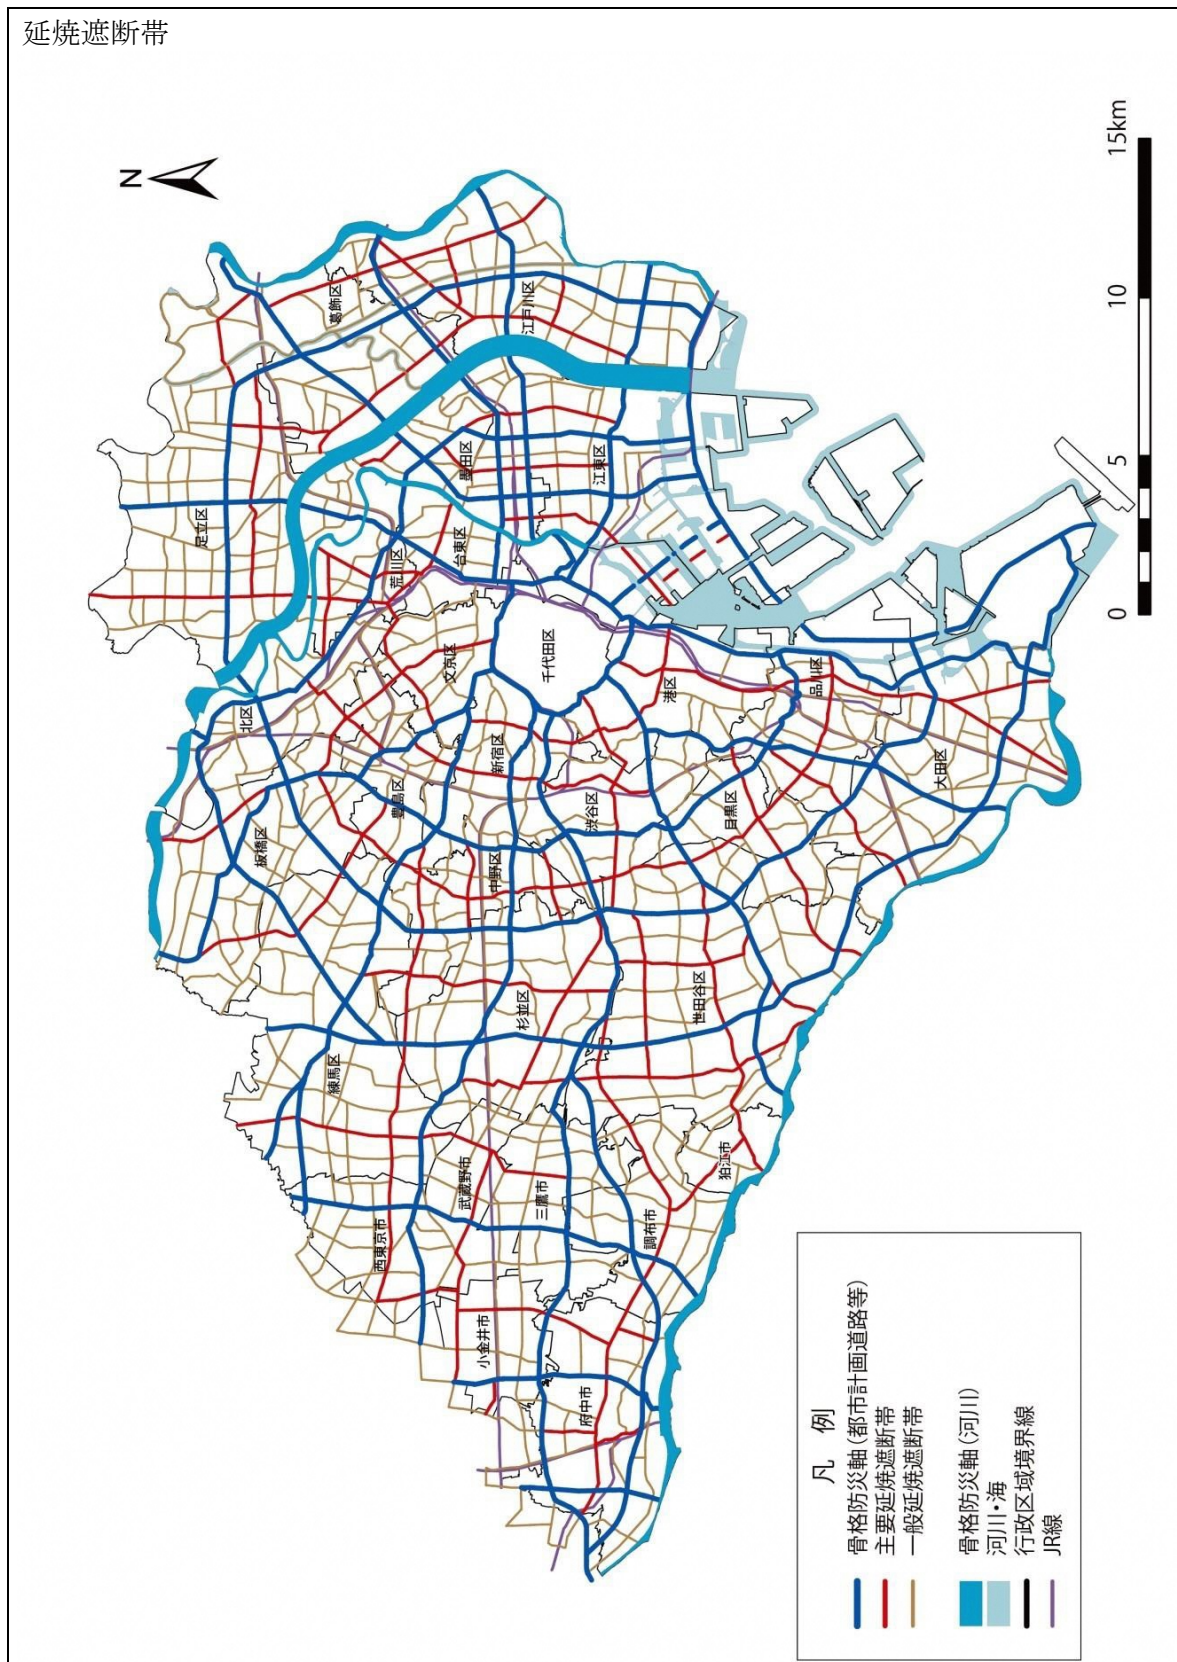 延焼遮断帯
N
足立区
葛飾区
江戸川区
荒川区
墨田区
台東区
江東区
北区
文京区
千代田区
板橋区
豊島区
新宿区
港区
品川区
中野区
渋谷区
目黒区
大田区
練馬区
杉並区
世田谷区
西東京市
武蔵野市
三鷹市
調布市
狛江市
小金井市
府中市
0 5 10 15km
凡 例
骨格防災軸(都市計画道路等)
主要延焼遮断帯
一般延焼遮断帯
骨格防災軸(河川)
河川・海
行政区域境界線
JR線